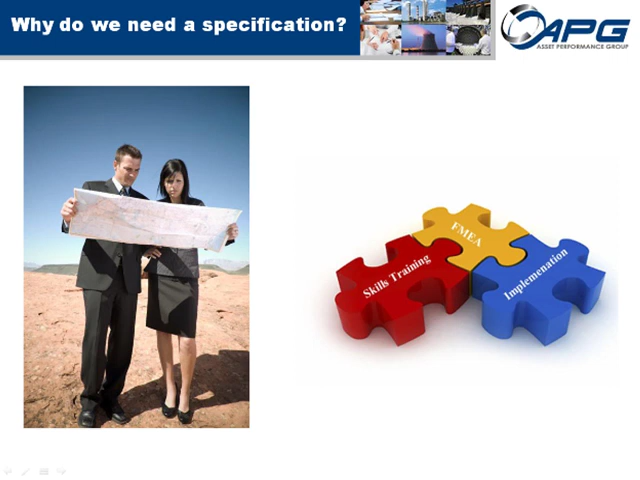 Why do we need a specification?
APG
ASSET PERFORMANCE GROUP
FMEA
Skills Training
Implemenation